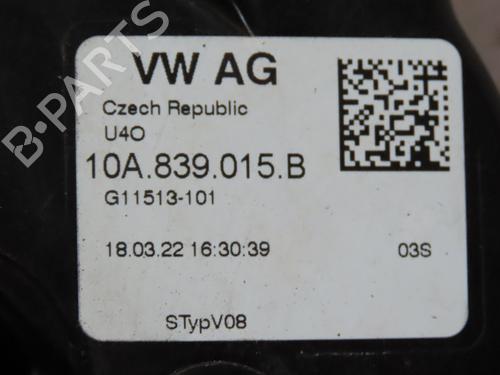 B-PARTS
VW AG
Czech Republic
U4O
10A.839.015.B
G11513-101
18.03.22 16:30:39 03S
STypV08